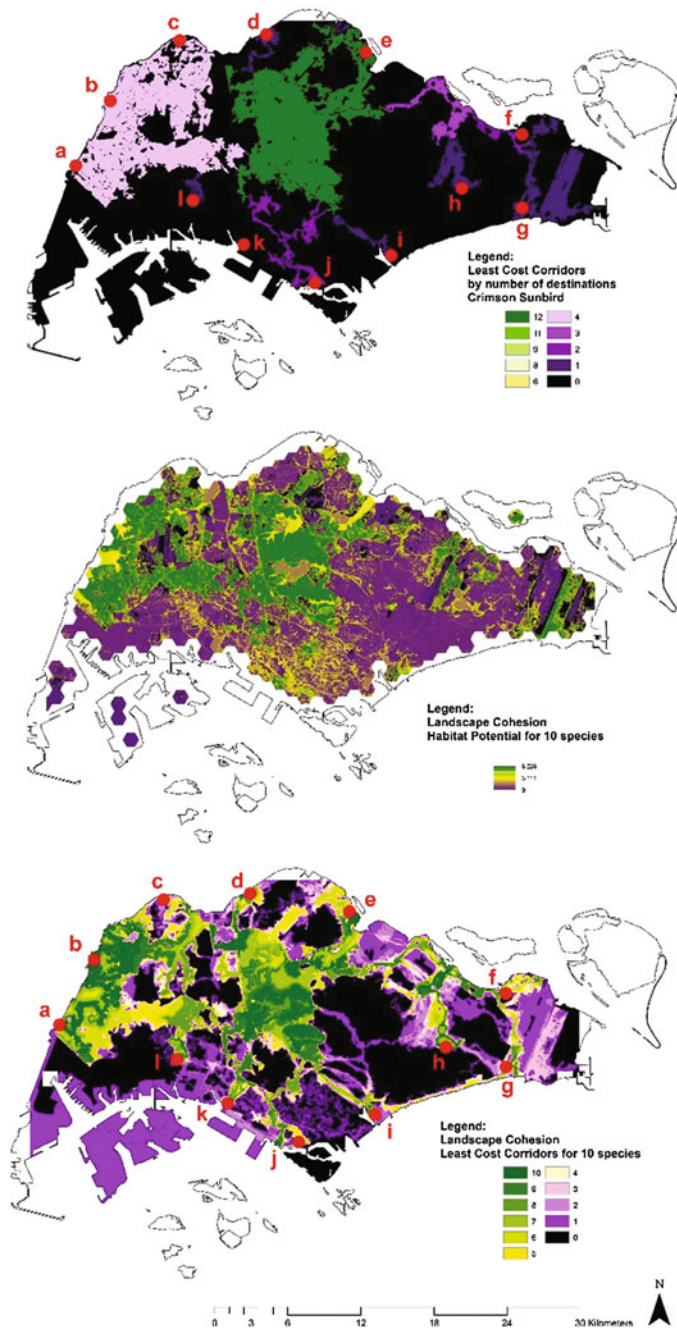 c
d
e
b
a
f
l
h
g
k
i
j
Legend:
Least Cost Corridors
by number of destinations
Crimson Sunbird
12 4
11 3
9 2
8 1
6 0
Legend:
Landscape Cohesion
Habitat Potential for 10 species
0
c
d
e
b
a
f
l
h
g
k
i
j
Legend:
Landscape Cohesion
Least Cost Corridors for 10 species
10 4
9 3
8 2
7 1
6 0
5
N
0 3 6 12 18 24 30 Kilometers